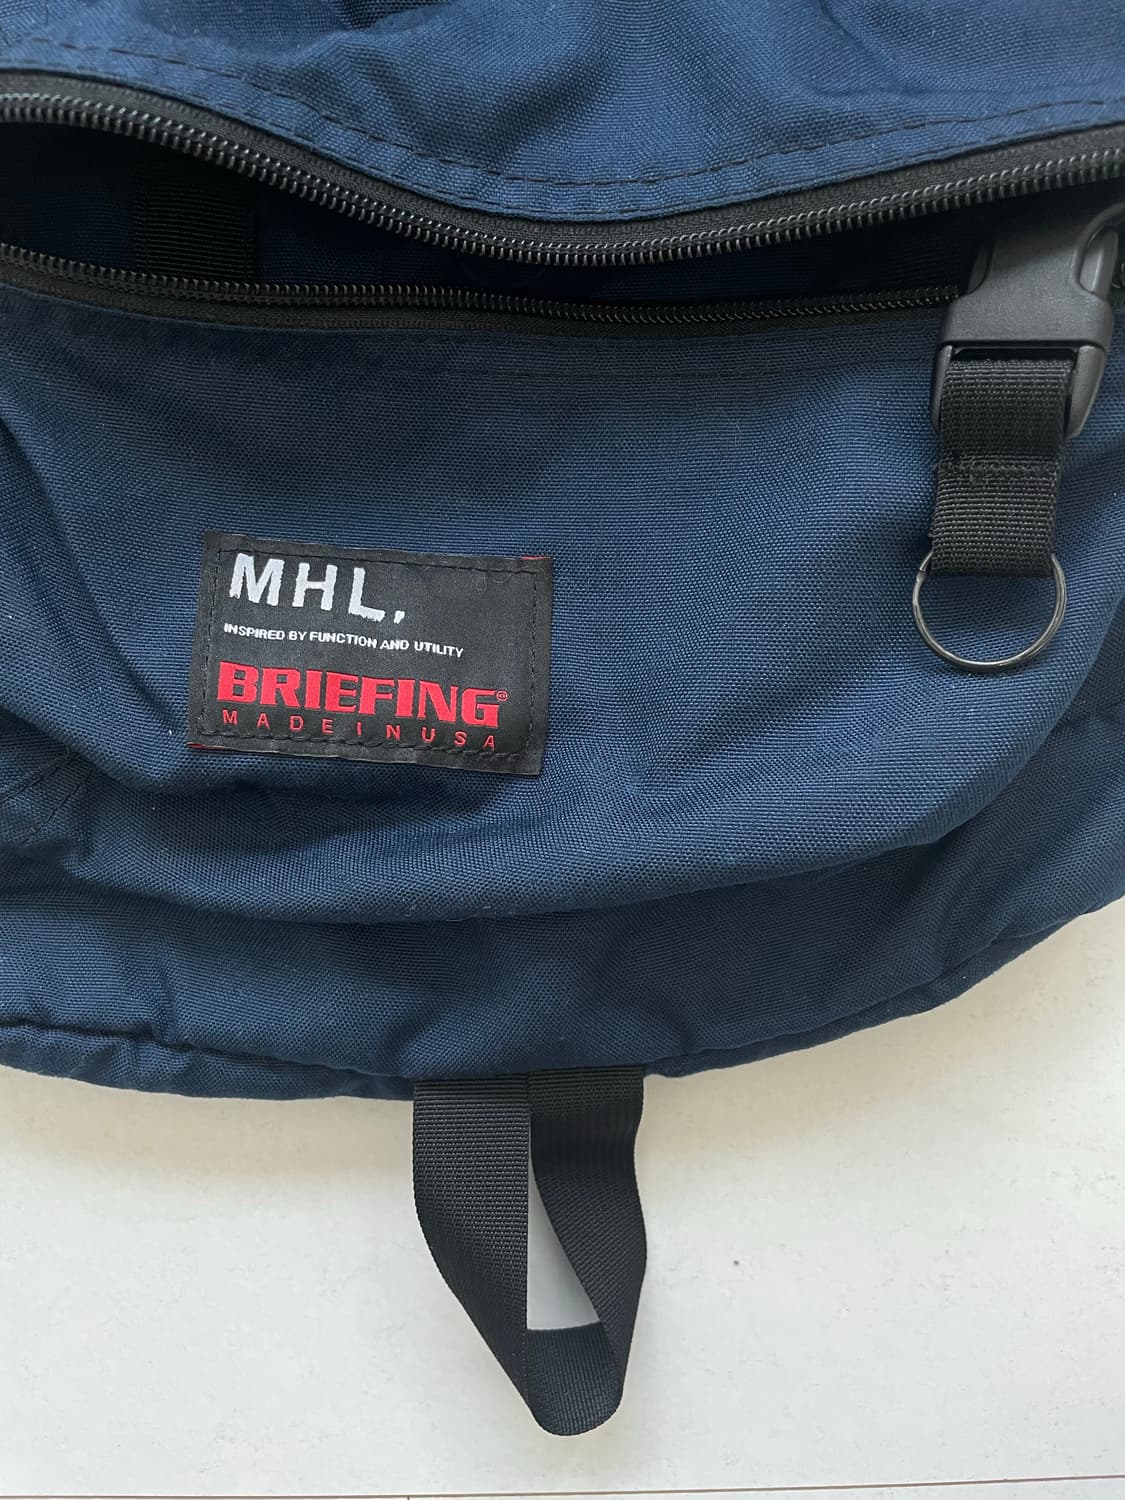 MHL,
INSPIRED BY FUNCTION AND UTILITY
BRIEFING®
MADE IN USA